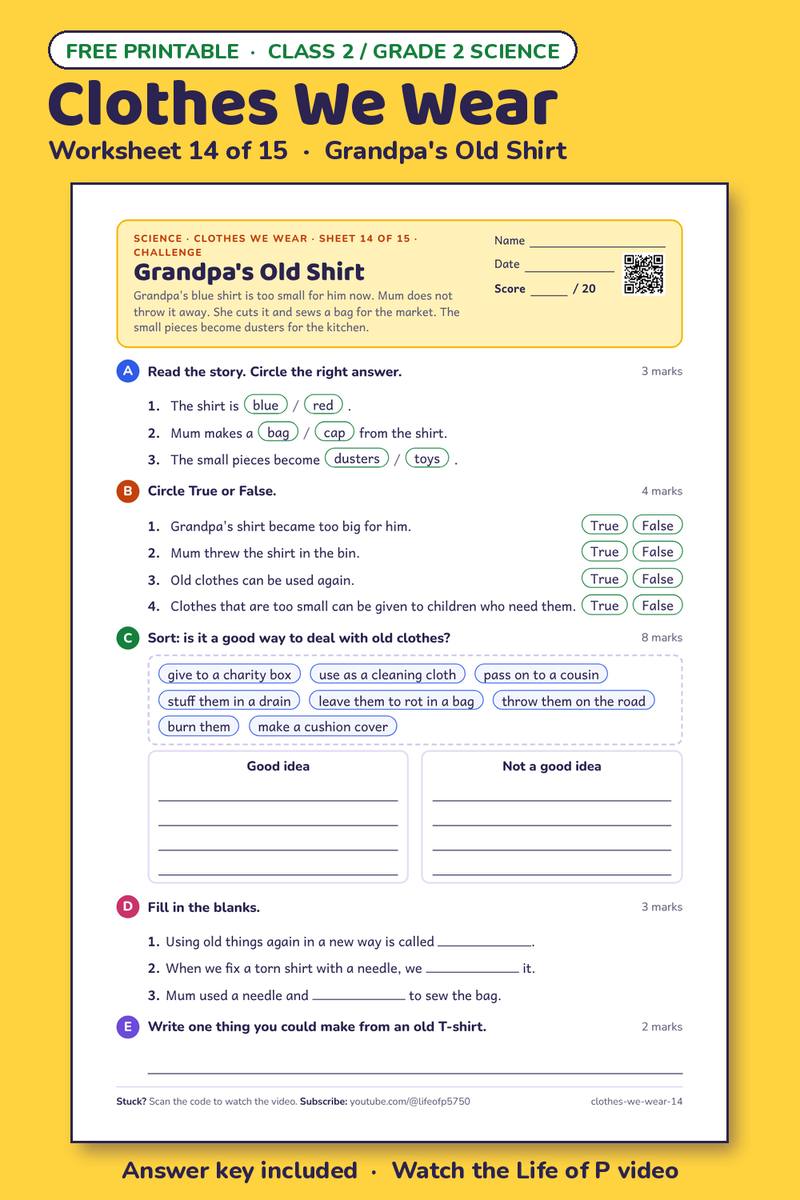 FREE PRINTABLE · CLASS 2 / GRADE 2 SCIENCE
Clothes We Wear
Worksheet 14 of 15 · Grandpa's Old Shirt
SCIENCE · CLOTHES WE WEAR · SHEET 14 OF 15 ·
CHALLENGE
Grandpa's Old Shirt
Grandpa's blue shirt is too small for him now. Mum does not
throw it away. She cuts it and sews a bag for the market. The
small pieces become dusters for the kitchen.
Name ____________
Date ____________
Score ______ / 20
A Read the story. Circle the right answer. 3 marks
1. The shirt is blue / red .
2. Mum makes a bag / cap from the shirt.
3. The small pieces become dusters / toys .
B Circle True or False. 4 marks
1. Grandpa's shirt became too big for him. True False
2. Mum threw the shirt in the bin. True False
3. Old clothes can be used again. True False
4. Clothes that are too small can be given to children who need them. True False
C Sort: is it a good way to deal with old clothes? 8 marks
give to a charity box use as a cleaning cloth pass on to a cousin
stuff them in a drain leave them to rot in a bag throw them on the road
burn them make a cushion cover
Good idea Not a good idea
D Fill in the blanks. 3 marks
1. Using old things again in a new way is called ____________.
2. When we fix a torn shirt with a needle, we ____________ it.
3. Mum used a needle and ____________ to sew the bag.
E Write one thing you could make from an old T-shirt. 2 marks
Stuck? Scan the code to watch the video. Subscribe: youtube.com/@lifeofp5750 clothes-we-wear-14
Answer key included · Watch the Life of P video